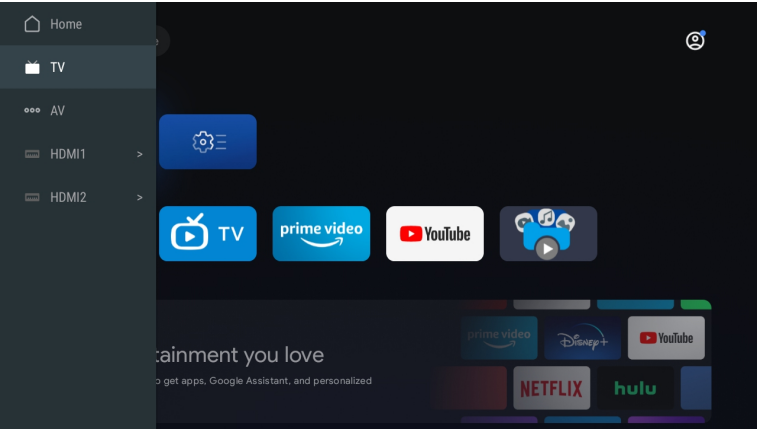 Home
TV
AV
HDMI1 >
HDMI2 >
TV
prime video
YouTube
tainment you love
get apps, Google Assistant, and personalized
prime video
Disney+
YouTube
NETFLIX
hulu